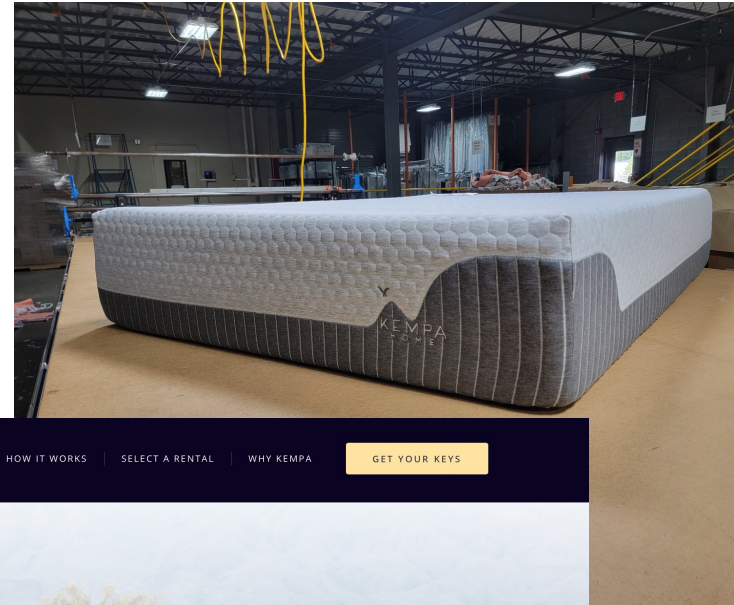 KEMPA
HOME
HOW IT WORKS
SELECT A RENTAL
WHY KEMPA
GET YOUR KEYS